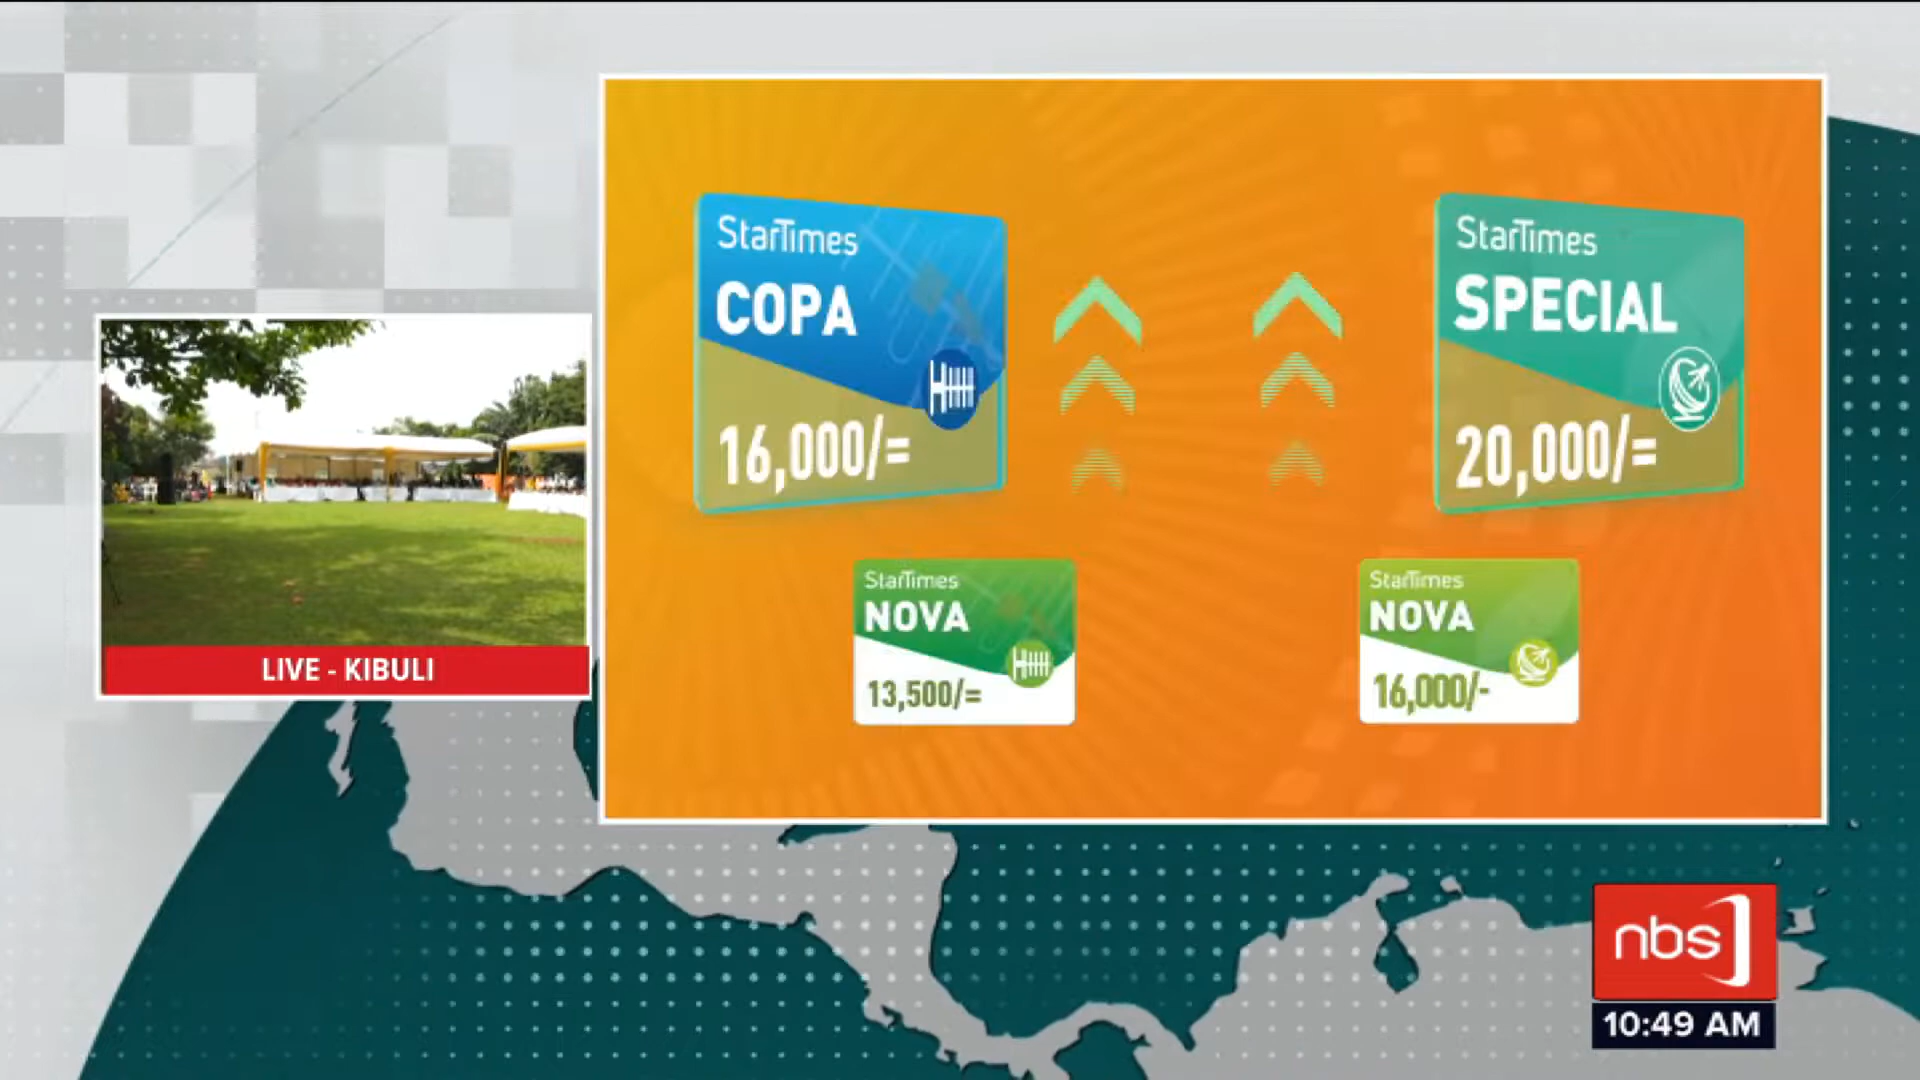 StarTimes
COPA
16,000/=
StarTimes
SPECIAL
20,000/=
StarTimes
NOVA
13,500/=
StarTimes
NOVA
16,000/-
LIVE - KIBULI
nbs
10:49 AM